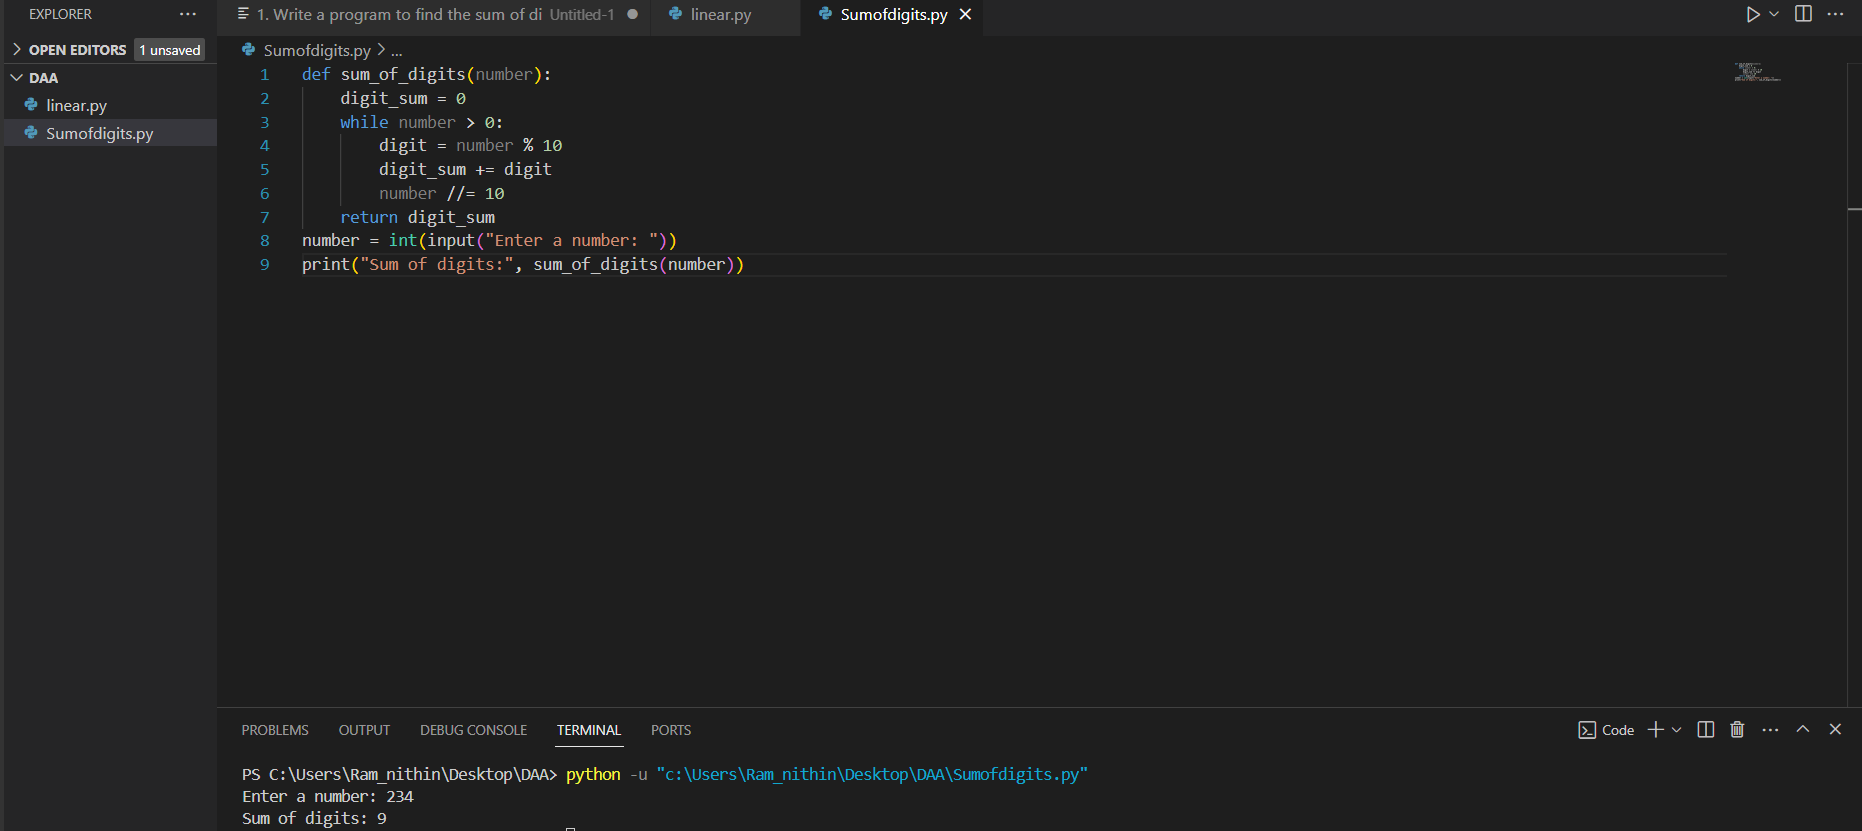 EXPLORER ...
1. Write a program to find the sum of di Untitled-1
linear.py
Sumofdigits.py
OPEN EDITORS 1 unsaved
DAA
linear.py
Sumofdigits.py
Sumofdigits.py > ...
1 def sum_of_digits(number):
2     digit_sum = 0
3     while number > 0:
4         digit = number % 10
5         digit_sum += digit
6         number //= 10
7     return digit_sum
8 number = int(input("Enter a number: "))
9 print("Sum of digits:", sum_of_digits(number))
PROBLEMS OUTPUT DEBUG CONSOLE TERMINAL PORTS
Code
PS C:\Users\Ram_nithin\Desktop\DAA> python -u "c:\Users\Ram_nithin\Desktop\DAA\Sumofdigits.py"
Enter a number: 234
Sum of digits: 9